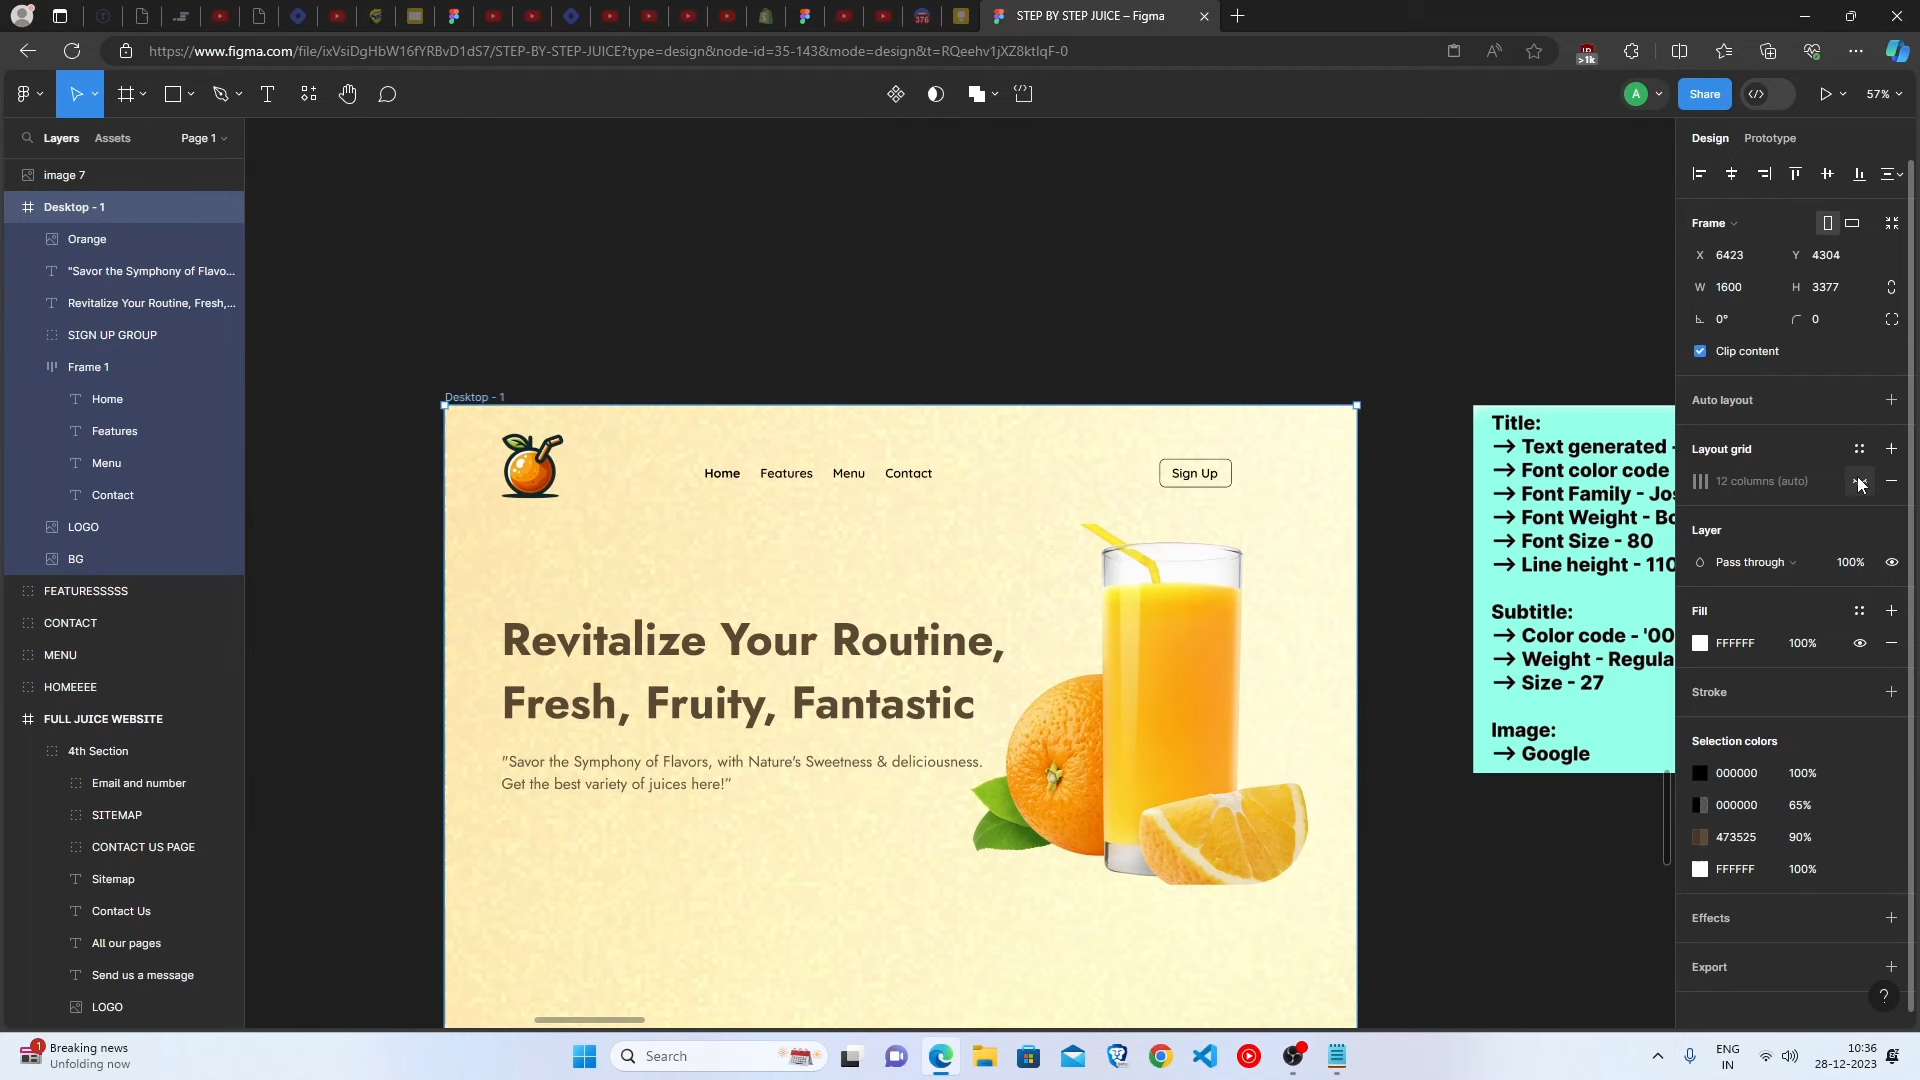 376
STEP BY STEP JUICE – Figma
https://www.figma.com/file/ixVsiDgHbW16fYRBvD1dS7/STEP-BY-STEP-JUICE?type=design&node-id=35-143&mode=design&t=RQeehv1jXZ8ktlqF-0
>1k
A
Share
57%
Layers
Assets
Page 1
Design
Prototype
image 7
Desktop - 1
Orange
"Savor the Symphony of Flavo...
Revitalize Your Routine, Fresh,...
SIGN UP GROUP
Frame 1
Home
Features
Menu
Contact
LOGO
BG
FEATURESSSSS
CONTACT
MENU
HOMEEEE
FULL JUICE WEBSITE
4th Section
Email and number
SITEMAP
CONTACT US PAGE
Sitemap
Contact Us
All our pages
Send us a message
LOGO
Desktop - 1
Home Features Menu Contact
Sign Up
Revitalize Your Routine,
Fresh, Fruity, Fantastic
"Savor the Symphony of Flavors, with Nature's Sweetness & deliciousness.
Get the best variety of juices here!"
Title:
→ Text generated -
→ Font color code
→ Font Family - Jos
→ Font Weight - Bo
→ Font Size - 80
→ Line height - 110
Subtitle:
→ Color code - '00
→ Weight - Regula
→ Size - 27
Image:
→ Google
Frame
X 6423 Y 4304
W 1600 H 3377
0° 0
Clip content
Auto layout
Layout grid
12 columns (auto)
Layer
Pass through 100%
Fill
FFFFFF 100%
Stroke
Selection colors
000000 100%
000000 65%
473525 90%
FFFFFF 100%
Effects
Export
?
1
Breaking news
Unfolding now
Search
ENG
IN
10:36
28-12-2023